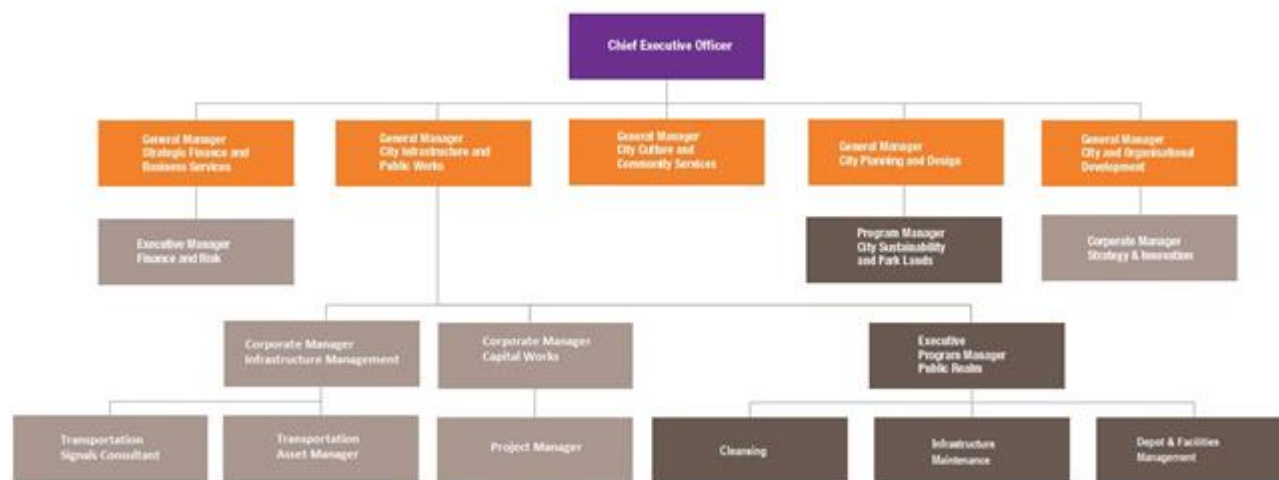 Chief Executive Officer
General Manager
Strategic Finance and
Business Services
General Manager
City Infrastructure and
Public Works
General Manager
City Culture and
Community Services
General Manager
City Planning and Design
General Manager
City and Organisational
Development
Executive Manager
Finance and Risk
Program Manager
City Sustainability
and Park Lands
Corporate Manager
Strategy & Innovation
Corporate Manager
Infrastructure Management
Corporate Manager
Capital Works
Executive
Program Manager
Public Realm
Transportation
Signals Consultant
Transportation
Asset Manager
Project Manager
Cleansing
Infrastructure
Maintenance
Depot & Facilities
Management